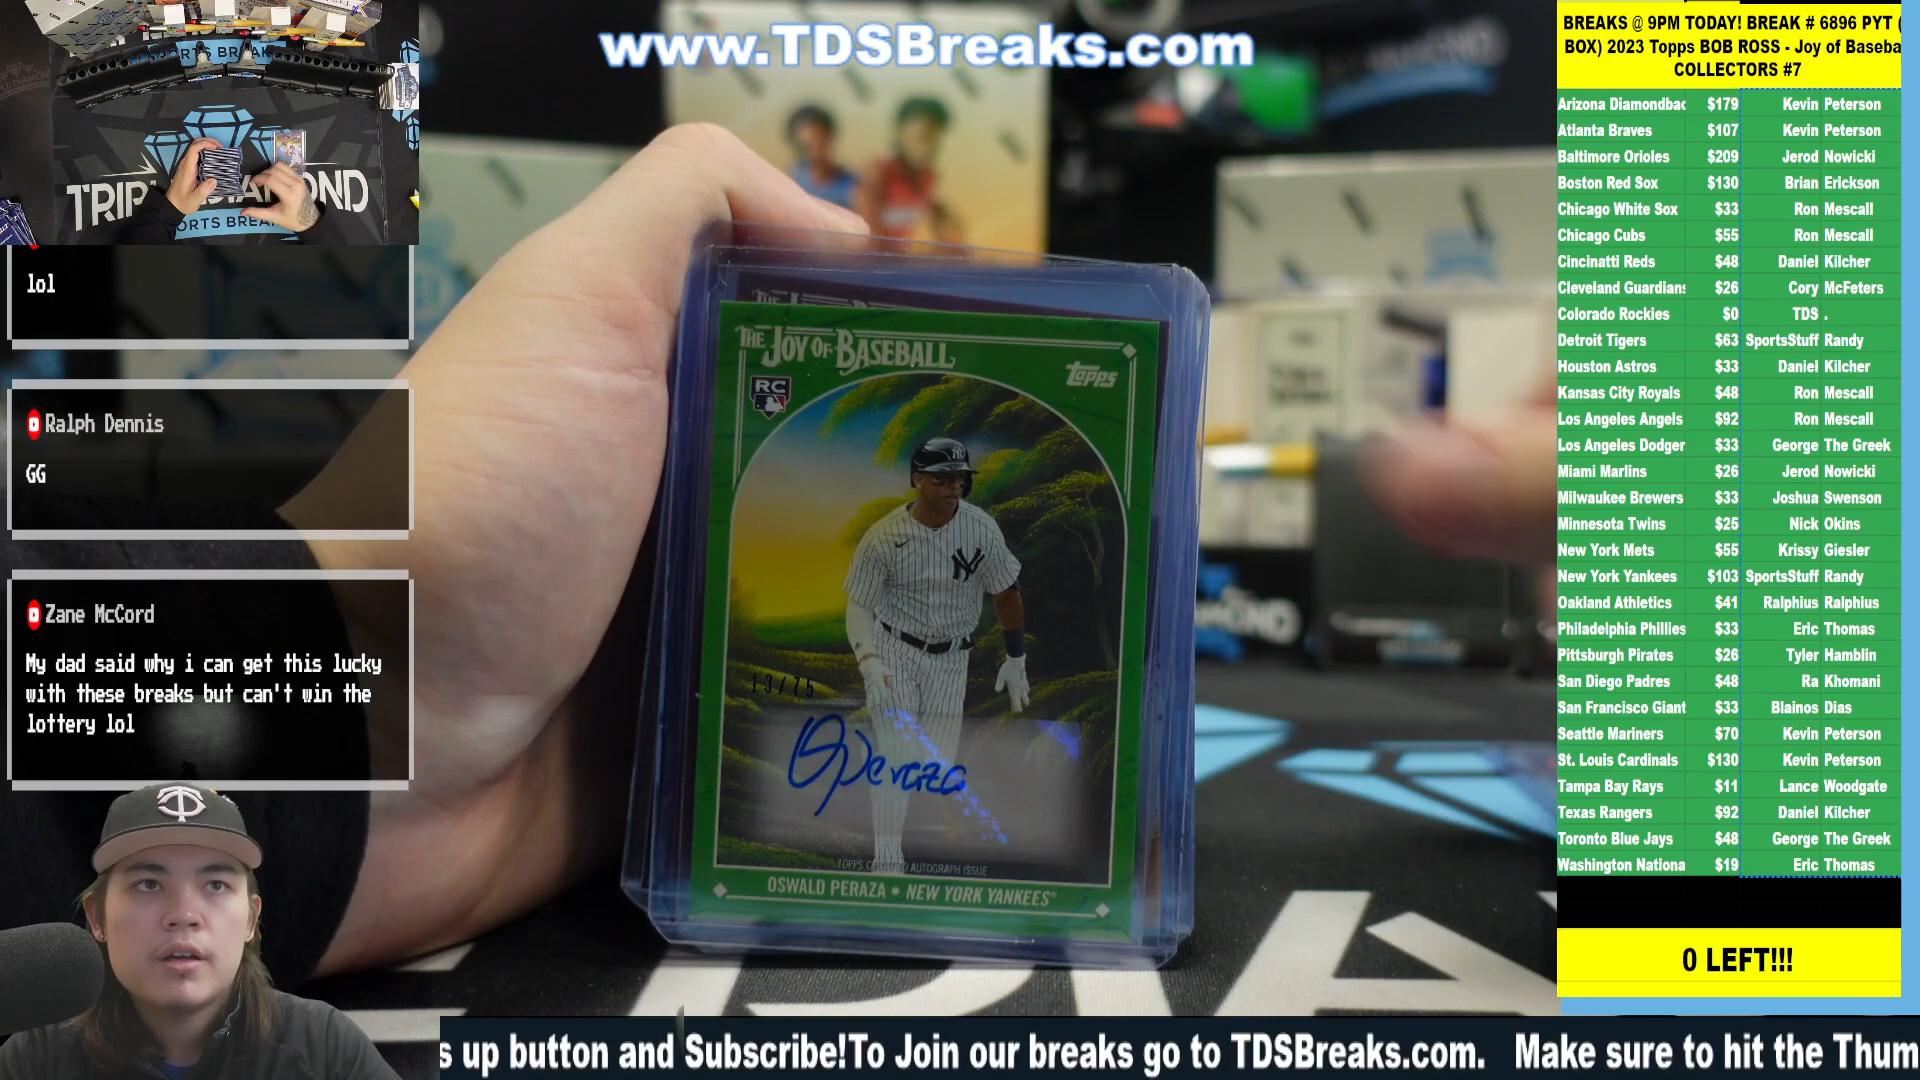 www.TDSBreaks.com
lol
Ralph Dennis
GG
Zane McCord
My dad said why i can get this lucky
with these breaks but can't win the
lottery lol
THE JOY OF BASEBALL
topps
RC
NY
O Peraza
OSWALD PERAZA • NEW YORK YANKEES
BREAKS @ 9PM TODAY! BREAK # 6896 PYT (
BOX) 2023 Topps BOB ROSS - Joy of Baseba
COLLECTORS #7
Arizona Diamondbac $179 Kevin Peterson
Atlanta Braves $107 Kevin Peterson
Baltimore Orioles $209 Jerod Nowicki
Boston Red Sox $130 Brian Erickson
Chicago White Sox $33 Ron Mescall
Chicago Cubs $55 Ron Mescall
Cincinatti Reds $48 Daniel Kilcher
Cleveland Guardians $26 Cory McFeters
Colorado Rockies $0 TDS .
Detroit Tigers $63 SportsStuff Randy
Houston Astros $33 Daniel Kilcher
Kansas City Royals $48 Ron Mescall
Los Angeles Angels $92 Ron Mescall
Los Angeles Dodger $33 George The Greek
Miami Marlins $26 Jerod Nowicki
Milwaukee Brewers $33 Joshua Swenson
Minnesota Twins $25 Nick Okins
New York Mets $55 Krissy Giesler
New York Yankees $103 SportsStuff Randy
Oakland Athletics $41 Ralphius Ralphius
Philadelphia Phillies $33 Eric Thomas
Pittsburgh Pirates $26 Tyler Hamblin
San Diego Padres $48 Ra Khomani
San Francisco Giant $33 Blainos Dias
Seattle Mariners $70 Kevin Peterson
St. Louis Cardinals $130 Kevin Peterson
Tampa Bay Rays $11 Lance Woodgate
Texas Rangers $92 Daniel Kilcher
Toronto Blue Jays $48 George The Greek
Washington Nationa $19 Eric Thomas
0 LEFT!!!
s up button and Subscribe!To Join our breaks go to TDSBreaks.com. Make sure to hit the Thum